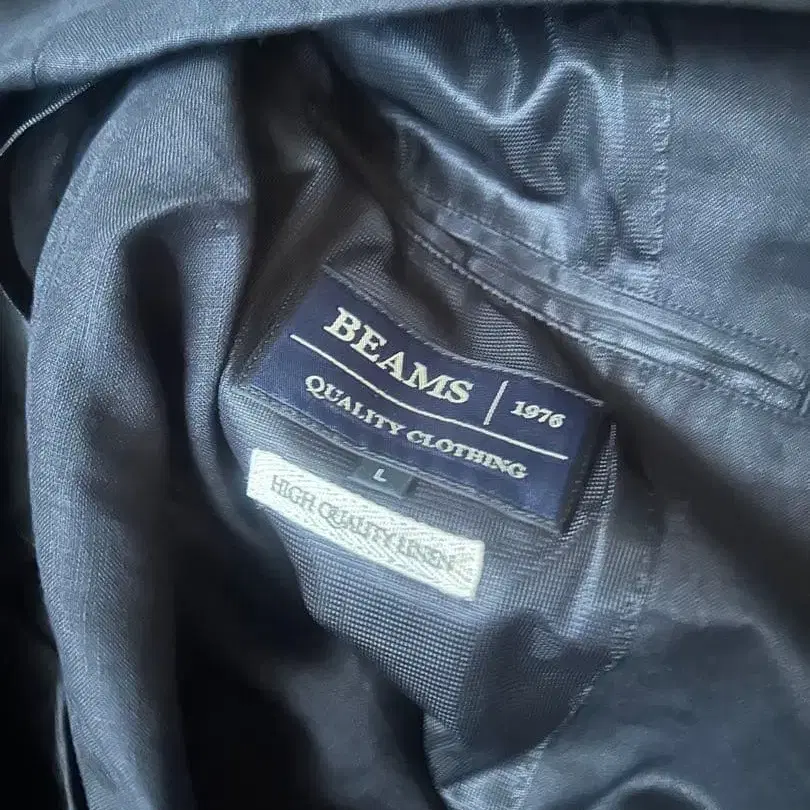 BEAMS | 1976
QUALITY CLOTHING
L
HIGH QUALITY LINEN